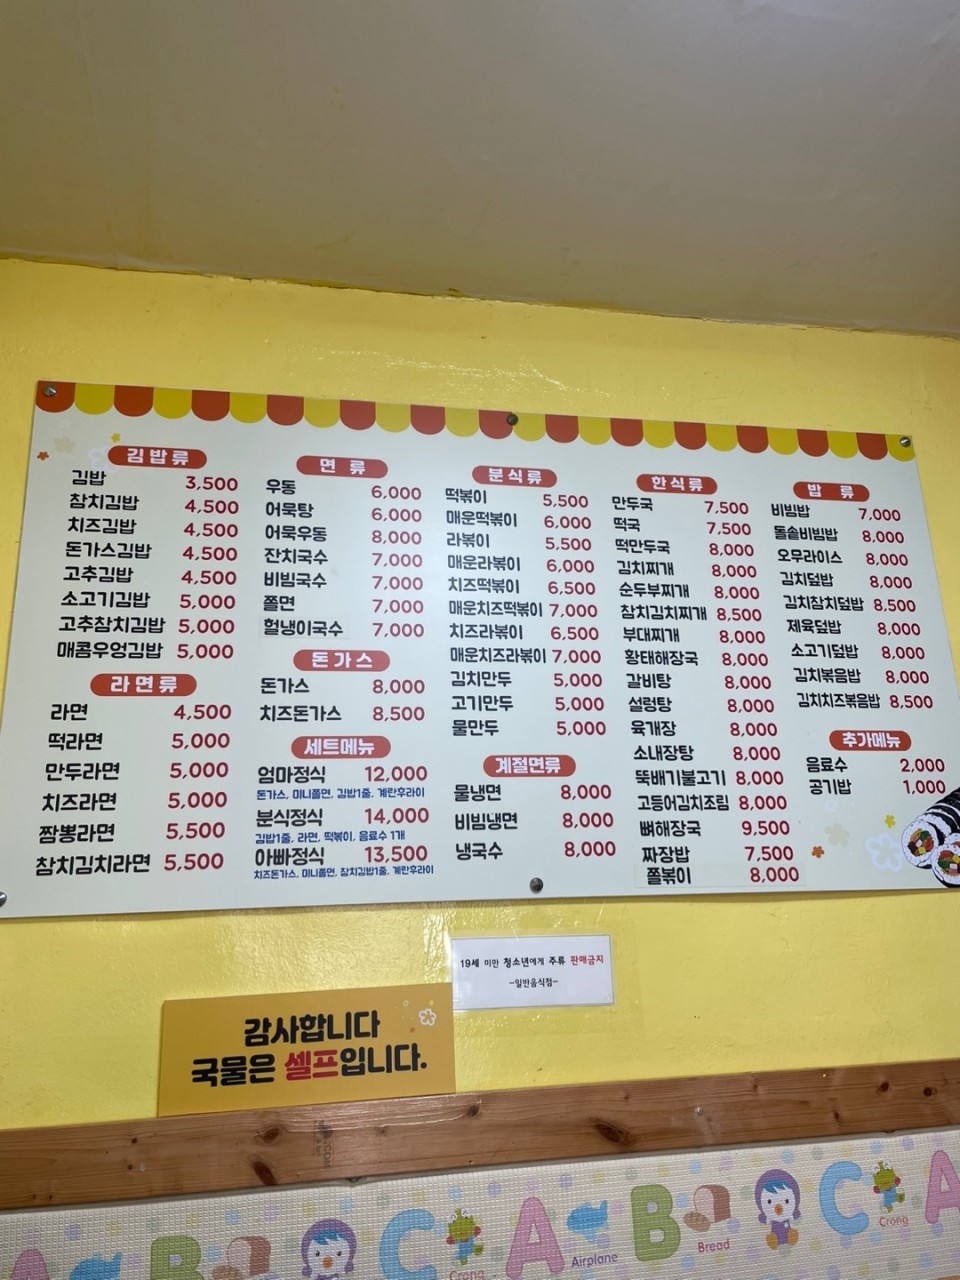 김밥류
김밥 3,500
참치김밥 4,500
치즈김밥 4,500
돈가스김밥 4,500
고추김밥 4,500
소고기김밥 5,000
고추참치김밥 5,000
매콤우엉김밥 5,000
라면류
라면 4,500
떡라면 5,000
만두라면 5,000
치즈라면 5,000
짬뽕라면 5,500
참치김치라면 5,500
면 류
우동 6,000
어묵탕 6,000
어묵우동 8,000
잔치국수 7,000
비빔국수 7,000
쫄면 7,000
헐냉이국수 7,000
돈가스
돈가스 8,000
치즈돈가스 8,500
세트메뉴
엄마정식 12,000
돈가스, 미니쫄면, 김밥1줄, 계란후라이
분식정식 14,000
김밥1줄, 라면, 떡볶이, 음료수 1개
아빠정식 13,500
치즈돈가스, 미니쫄면, 참치김밥1줄, 계란후라이
분식류
떡볶이 5,500
매운떡볶이 6,000
라볶이 5,500
매운라볶이 6,000
치즈떡볶이 6,500
매운치즈떡볶이 7,000
치즈라볶이 6,500
매운치즈라볶이 7,000
김치만두 5,000
고기만두 5,000
물만두 5,000
계절면류
물냉면 8,000
비빔냉면 8,000
냉국수 8,000
한식류
만두국 7,500
떡국 7,500
떡만두국 8,000
김치찌개 8,000
순두부찌개 8,000
참치김치찌개 8,500
부대찌개 8,000
황태해장국 8,000
갈비탕 8,000
설렁탕 8,000
육개장 8,000
소내장탕 8,000
뚝배기불고기 8,000
고등어김치조림 8,000
뼈해장국 9,500
짜장밥 7,500
쫄볶이 8,000
밥 류
비빔밥 7,000
돌솥비빔밥 8,000
오무라이스 8,000
김치덮밥 8,000
김치참치덮밥 8,500
제육덮밥 8,000
소고기덮밥 8,000
김치볶음밥 8,000
김치치즈볶음밥 8,500
추가메뉴
음료수 2,000
공기밥 1,000
19세 미만 청소년에게 주류 판매금지
-일반음식점-
감사합니다
국물은 셀프입니다.
B C A B C A
Crong Airplane Bread Crong